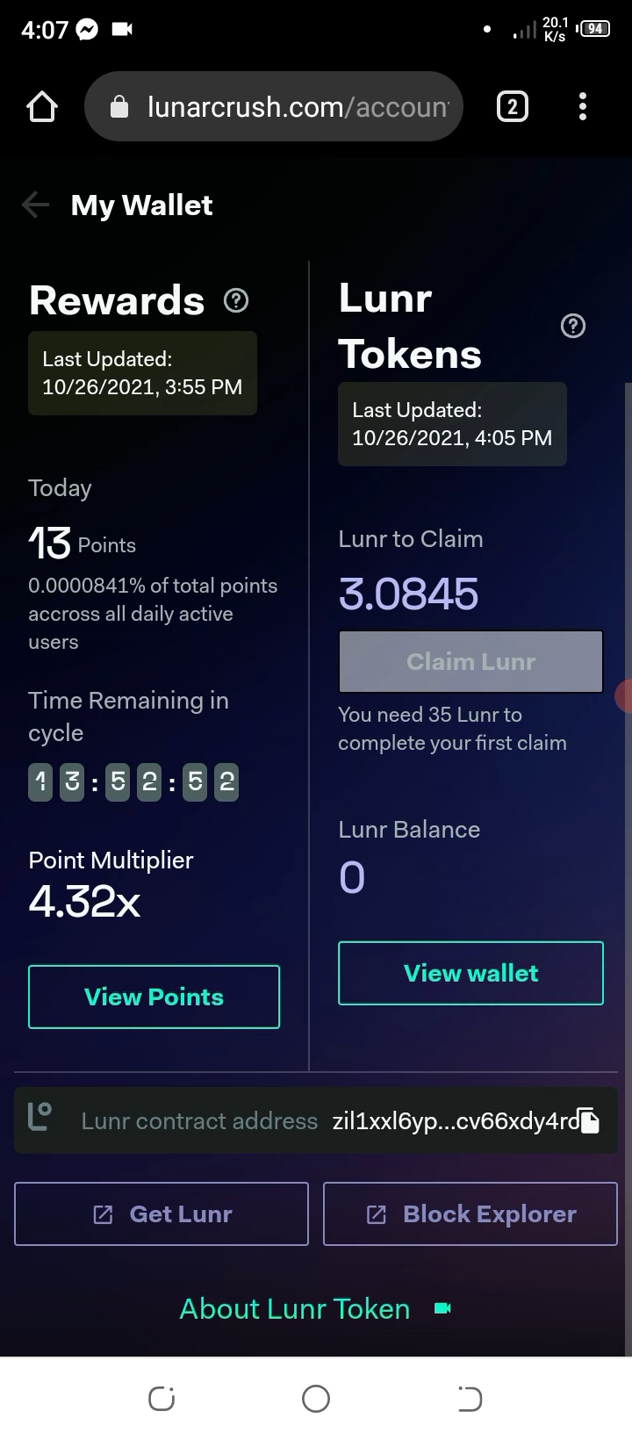 4:07
20.1
K/s
94
lunarcrush.com/accoun
2
My Wallet
Rewards
Last Updated:
10/26/2021, 3:55 PM
Today
13 Points
0.0000841% of total points
accross all daily active
users
Time Remaining in
cycle
13:52:52
Point Multiplier
4.32x
View Points
Lunr
Tokens
Last Updated:
10/26/2021, 4:05 PM
Lunr to Claim
3.0845
Claim Lunr
You need 35 Lunr to
complete your first claim
Lunr Balance
0
View wallet
Lunr contract address zil1xxl6yp...cv66xdy4rd
Get Lunr
Block Explorer
About Lunr Token